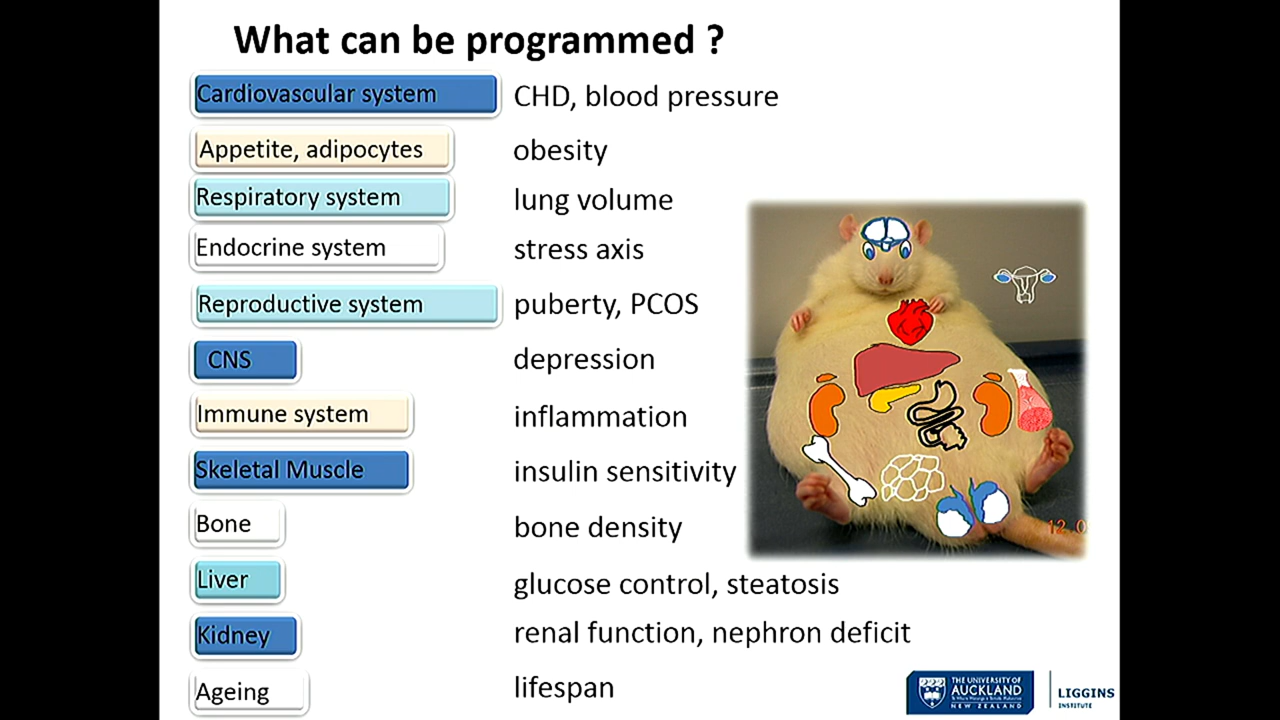 What can be programmed ?
Cardiovascular system CHD, blood pressure
Appetite, adipocytes obesity
Respiratory system lung volume
Endocrine system stress axis
Reproductive system puberty, PCOS
CNS depression
Immune system inflammation
Skeletal Muscle insulin sensitivity
Bone bone density
Liver glucose control, steatosis
Kidney renal function, nephron deficit
Ageing lifespan
12.0
THE UNIVERSITY OF
AUCKLAND
NEW ZEALAND
LIGGINS
INSTITUTE